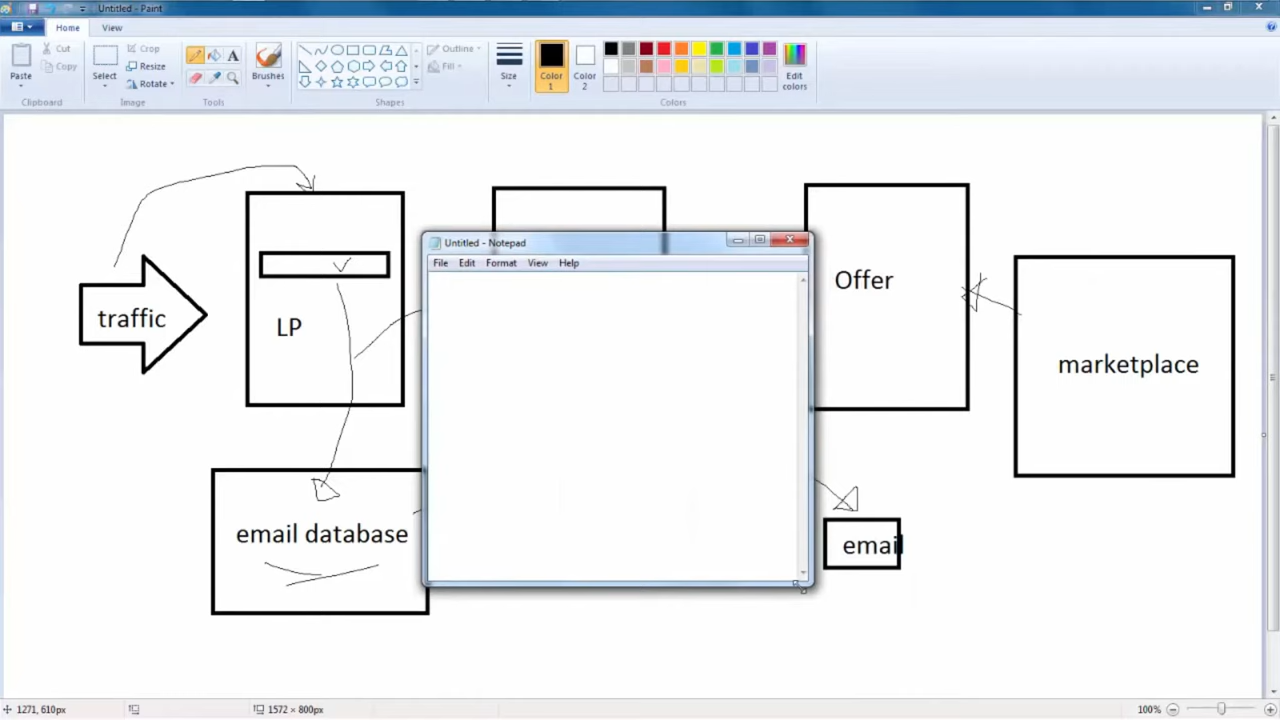 Untitled - Paint
Home
View
Paste
Cut
Copy
Clipboard
Select
Crop
Resize
Rotate
Image
A
Tools
Brushes
Outline
Fill
Shapes
Size
Color
1
Color
2
Edit
colors
Colors
traffic
LP
Offer
marketplace
email database
email
Untitled - Notepad
File Edit Format View Help
1271, 610px
1572 × 800px
100%